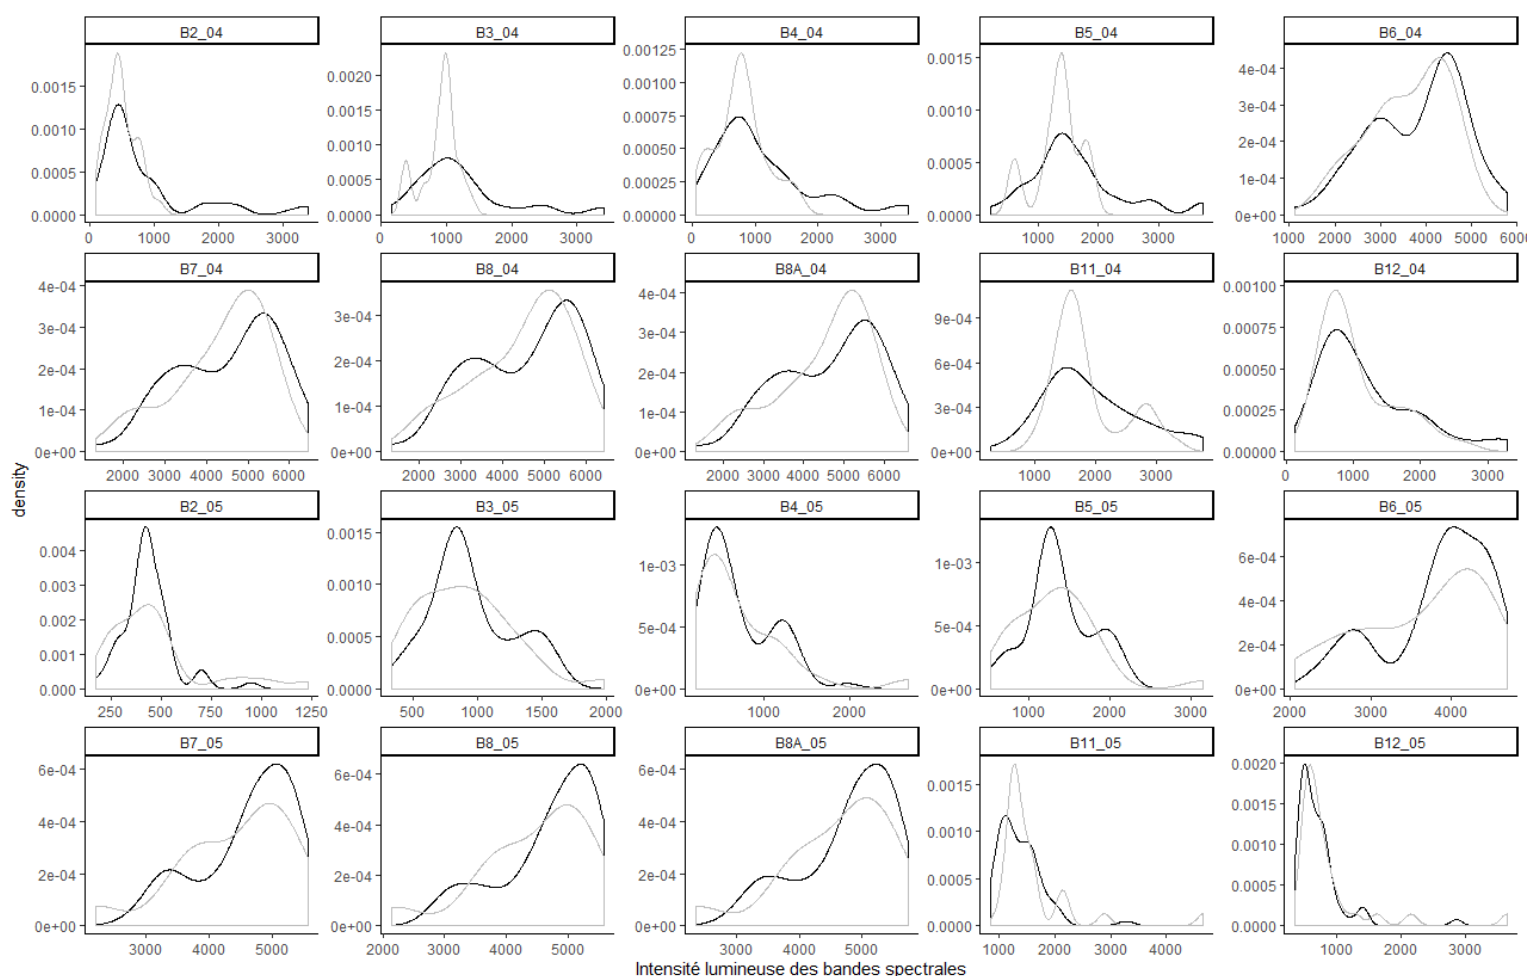 B2_04 B3_04 B4_04 B5_04 B6_04
0.0015 0.0010 0.0005 0.0000
0 1000 2000 3000
0.0020 0.0015 0.0010 0.0005 0.0000
0 1000 2000 3000
0.00125 0.00100 0.00075 0.00050 0.00025 0.00000
0 1000 2000 3000
0.0015 0.0010 0.0005 0.0000
1000 2000 3000
4e-04 3e-04 2e-04 1e-04 0e+00
1000 2000 3000 4000 5000
B7_04 B8_04 B8A_04 B11_04 B12_04
4e-04 3e-04 2e-04 1e-04 0e+00
2000 3000 4000 5000 6000
3e-04 2e-04 1e-04 0e+00
2000 3000 4000 5000 6000
4e-04 3e-04 2e-04 1e-04 0e+00
2000 3000 4000 5000 6000
9e-04 6e-04 3e-04 0e+00
1000 2000 3000
0.00100 0.00075 0.00050 0.00025 0.00000
0 1000 2000 3000
density
B2_05 B3_05 B4_05 B5_05 B6_05
0.004 0.003 0.002 0.001 0.000
250 500 750 1000 1250
0.0015 0.0010 0.0005 0.0000
500 1000 1500 2000
1e-03 5e-04 0e+00
1000 2000
1e-03 5e-04 0e+00
1000 2000 3000
6e-04 4e-04 2e-04 0e+00
2000 3000 4000
B7_05 B8_05 B8A_05 B11_05 B12_05
6e-04 4e-04 2e-04 0e+00
3000 4000 5000
6e-04 4e-04 2e-04 0e+00
2000 3000 4000 5000
6e-04 4e-04 2e-04 0e+00
3000 4000 5000
0.0015 0.0010 0.0005 0.0000
1000 2000 3000 4000
0.0020 0.0015 0.0010 0.0005 0.0000
1000 2000 3000
Intensité lumineuse des bandes spectrales